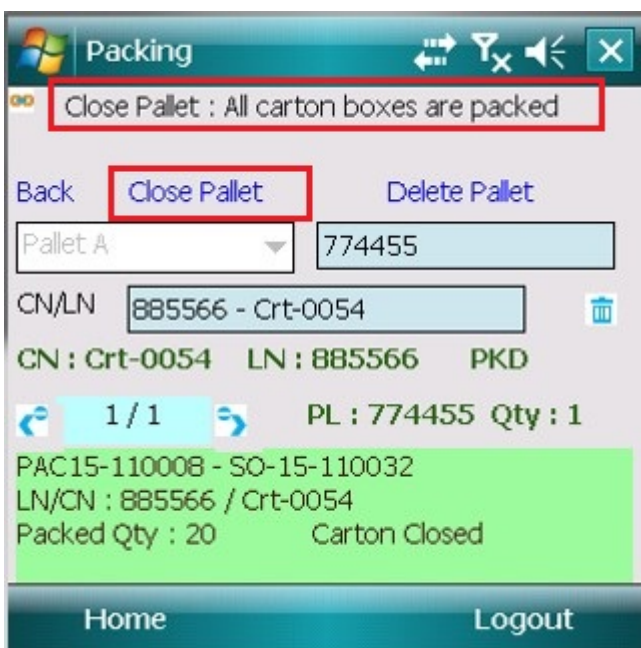 Packing
Close Pallet : All carton boxes are packed
Back Close Pallet Delete Pallet
Pallet A 774455
CN/LN 885566 - Crt-0054
CN : Crt-0054 LN : 885566 PKD
1 / 1 PL : 774455 Qty : 1
PAC15-110008 - SO-15-110032
LN/CN : 885566 / Crt-0054
Packed Qty : 20 Carton Closed
Home Logout